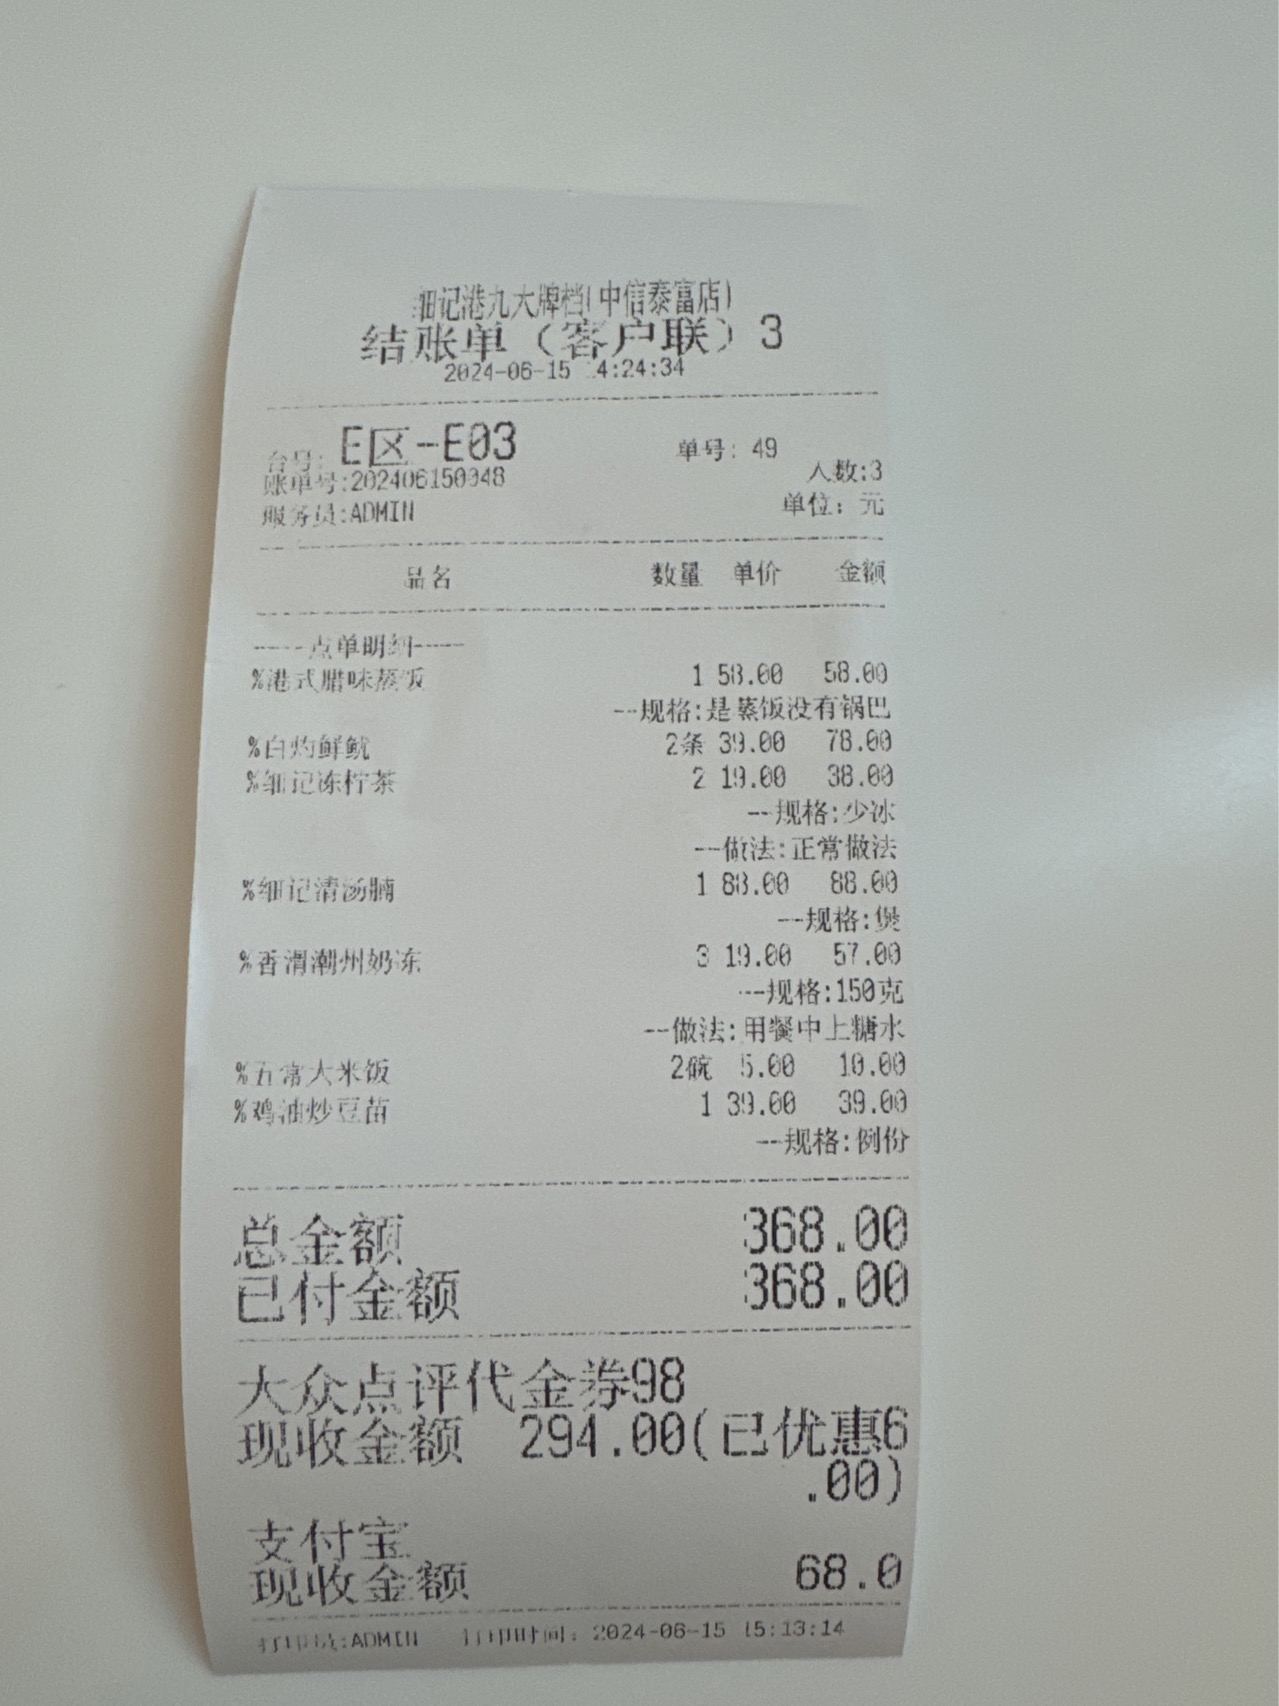 细记港九大牌档(中信泰富店)
结账单（客户联）3
2024-06-15 14:24:34
台号: E区-E03 单号: 49
账单号:202406150048 人数:3
服务员:ADMIN 单位: 元
品名 数量 单价 金额
-----点单明细-----
%港式腊味蒸饭 1 58.00 58.00
--规格:是蒸饭没有锅巴
%白灼鲜鱿 2条 39.00 78.00
%细记冻柠茶 2 19.00 38.00
--规格:少冰
--做法:正常做法
%细记清汤腩 1 88.00 88.00
--规格:煲
%香滑潮州奶冻 3 19.00 57.00
--规格:150克
--做法:用餐中上糖水
%五常大米饭 2碗 5.00 10.00
%鸡油炒豆苗 1 39.00 39.00
--规格:例份
总金额 368.00
已付金额 368.00
大众点评代金券98
现收金额 294.00(已优惠6
.00)
支付宝
现收金额 68.0
打印员:ADMIN 打印时间: 2024-06-15 15:13:14